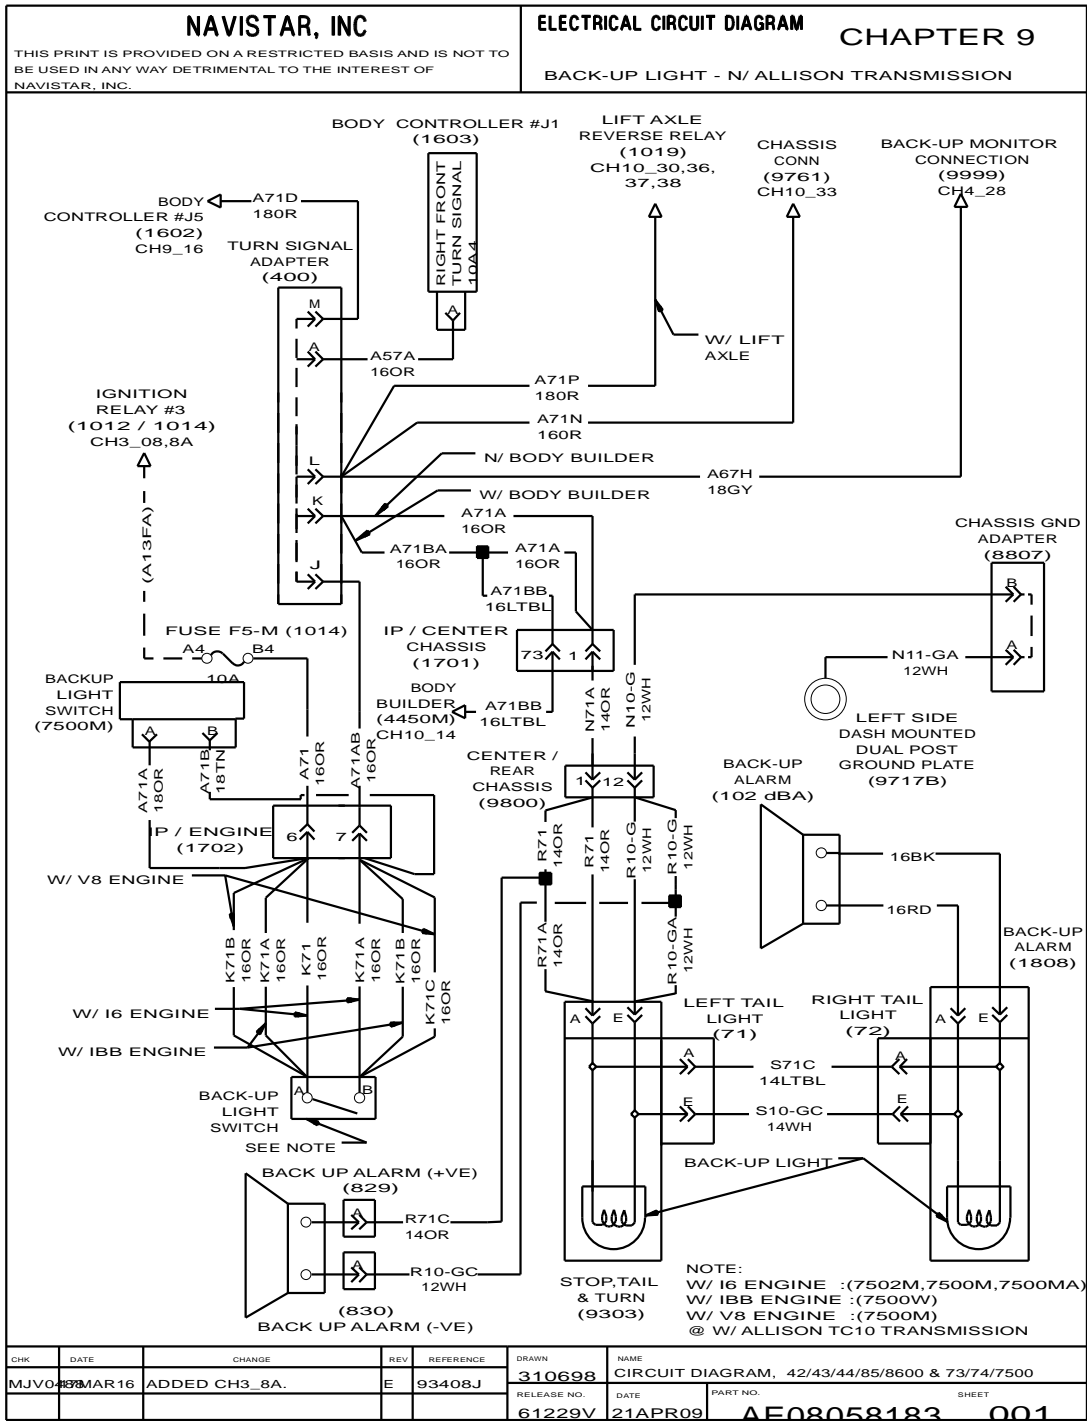 NAVISTAR, INC
THIS PRINT IS PROVIDED ON A RESTRICTED BASIS AND IS NOT TO
BE USED IN ANY WAY DETRIMENTAL TO THE INTEREST OF
NAVISTAR, INC.
ELECTRICAL CIRCUIT DIAGRAM
CHAPTER 9
BACK-UP LIGHT - N/ ALLISON TRANSMISSION
BODY CONTROLLER #J1
(1603)
RIGHT FRONT
TURN SIGNAL
10A4
A
LIFT AXLE
REVERSE RELAY
(1019)
CH10_30,36,
37,38
CHASSIS
CONN
(9761)
CH10_33
BACK-UP MONITOR
CONNECTION
(9999)
CH4_28
BODY
CONTROLLER #J5
(1602)
CH9_16
A71D
180R
TURN SIGNAL
ADAPTER
(400)
M
A
L
K
J
A57A
16OR
W/ LIFT
AXLE
A71P
180R
A71N
160R
N/ BODY BUILDER
A67H
18GY
W/ BODY BUILDER
A71A
16OR
IGNITION
RELAY #3
(1012 / 1014)
CH3_08,8A
(A13FA)
A71BA
16OR
A71A
16OR
A71BB
16LTBL
CHASSIS GND
ADAPTER
(8807)
B
A
N11-GA
12WH
FUSE F5-M (1014)
A4
B4
10A
IP / CENTER
CHASSIS
(1701)
73
1
BACKUP
LIGHT
SWITCH
(7500M)
A
B
BODY
BUILDER
(4450M)
CH10_14
A71BB
16LTBL
N71A
14OR
N10-G
12WH
LEFT SIDE
DASH MOUNTED
DUAL POST
GROUND PLATE
(9717B)
A71A
18OR
A71B
18TN
A71
16OR
A71AB
16OR
CENTER /
REAR
CHASSIS
(9800)
1
12
BACK-UP
ALARM
(102 dBA)
IP / ENGINE
(1702)
6
7
R71
14OR
R71
14OR
R10-G
12WH
R10-G
12WH
16BK
16RD
BACK-UP
ALARM
(1808)
W/ V8 ENGINE
K71B
16OR
K71A
16OR
K71
16OR
K71A
16OR
K71B
16OR
K71C
16OR
R71A
14OR
R10-GA
12WH
W/ I6 ENGINE
W/ IBB ENGINE
A
E
LEFT TAIL
LIGHT
(71)
RIGHT TAIL
LIGHT
(72)
A
E
A
S71C
14LTBL
A
E
S10-GC
14WH
E
BACK-UP
LIGHT
SWITCH
A
B
SEE NOTE
BACK-UP LIGHT
BACK UP ALARM (+VE)
(829)
A
R71C
14OR
A
R10-GC
12WH
(830)
BACK UP ALARM (-VE)
STOP,TAIL
& TURN
(9303)
NOTE:
W/ I6 ENGINE :(7502M,7500M,7500MA)
W/ IBB ENGINE :(7500W)
W/ V8 ENGINE :(7500M)
@ W/ ALLISON TC10 TRANSMISSION
CHK DATE CHANGE REV REFERENCE
ADDED CH3_8A. E 93408J
DRAWN
310698
NAME
CIRCUIT DIAGRAM, 42/43/44/85/8600 & 73/74/7500
RELEASE NO.
61229V
DATE
21APR09
PART NO.
AE08058183
SHEET
001